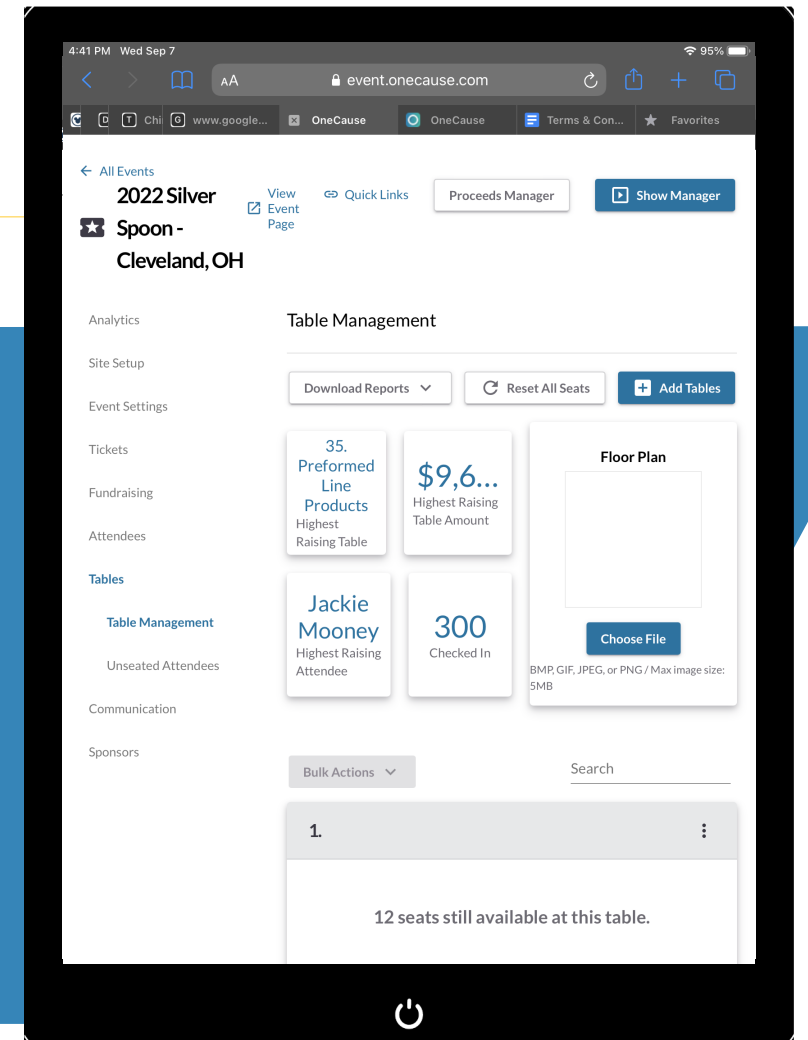 4:41 PM Wed Sep 7
95%
AA
event.onecause.com
D
T Chi
G www.google...
OneCause
OneCause
Terms & Con...
Favorites
← All Events
2022 Silver
Spoon -
Cleveland, OH
View
Event
Page
Quick Links
Proceeds Manager
Show Manager
Analytics
Site Setup
Event Settings
Tickets
Fundraising
Attendees
Tables
Table Management
Unseated Attendees
Communication
Sponsors
Table Management
Download Reports
Reset All Seats
Add Tables
35.
Preformed
Line
Products
Highest
Raising Table
$9,6...
Highest Raising
Table Amount
Floor Plan
Choose File
BMP, GIF, JPEG, or PNG / Max image size:
5MB
Jackie
Mooney
Highest Raising
Attendee
300
Checked In
Bulk Actions
Search
1.
12 seats still available at this table.